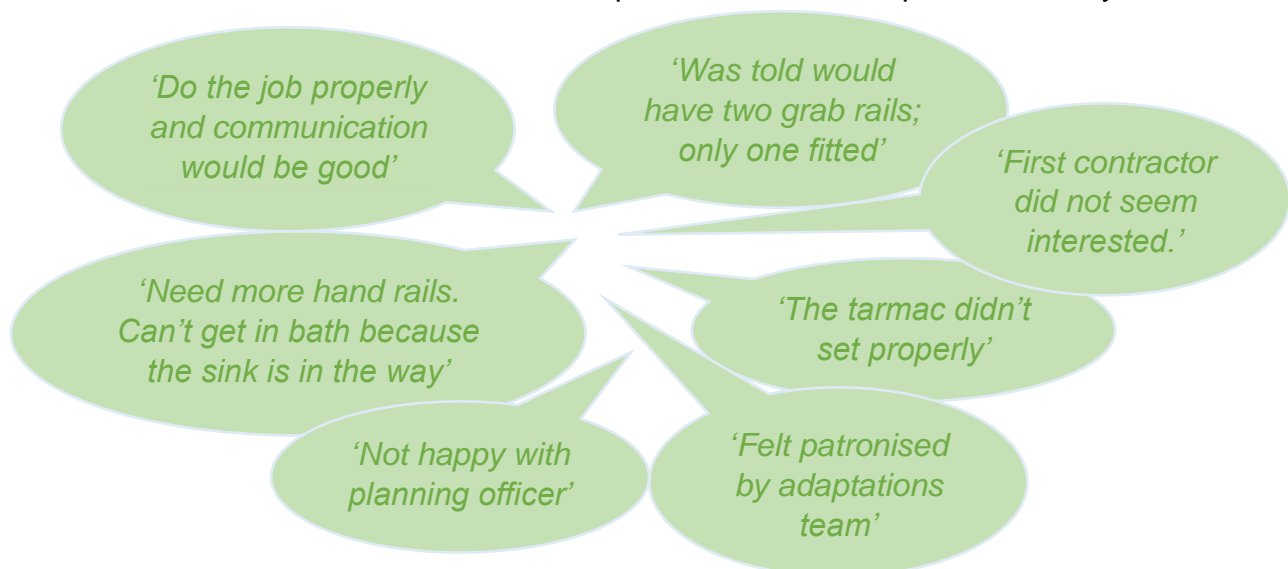 ‘Do the job properly
and communication
would be good’
‘Was told would
have two grab rails;
only one fitted’
‘First contractor
did not seem
interested.’
‘Need more hand rails.
Can’t get in bath because
the sink is in the way’
‘The tarmac didn’t
set properly’
‘Not happy with
planning officer’
‘Felt patronised
by adaptations
team’